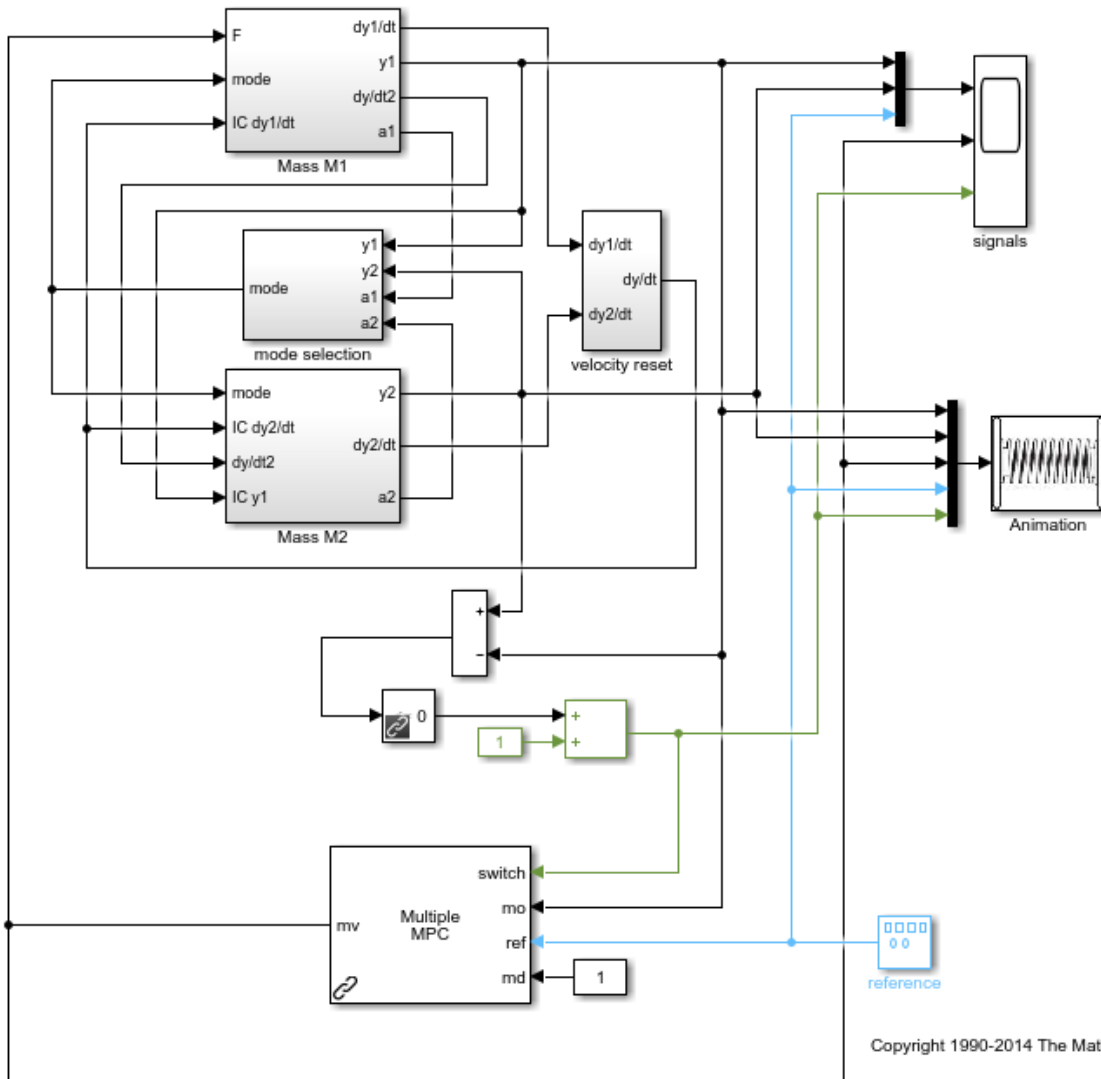 F
mode
IC dy1/dt
dy1/dt
y1
dy/dt2
a1
Mass M1
mode
y1
y2
a1
a2
mode selection
dy1/dt
dy2/dt
dy/dt
velocity reset
signals
mode
IC dy2/dt
dy/dt2
IC y1
y2
dy2/dt
a2
Mass M2
Animation
+
−
0
1
+
+
mv
Multiple
MPC
switch
mo
ref
md
1
0 0
reference
Copyright 1990-2014 The Mat